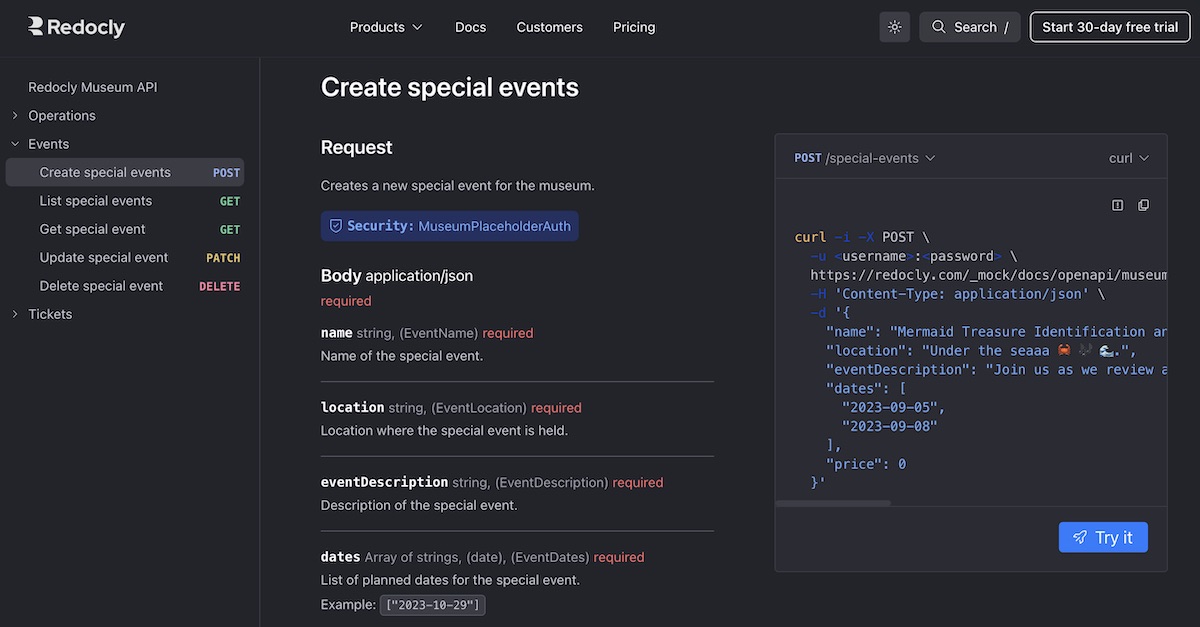 Redocly
Products
Docs
Customers
Pricing
Search /
Start 30-day free trial
Redocly Museum API
Operations
Events
Create special events POST
List special events GET
Get special event GET
Update special event PATCH
Delete special event DELETE
Tickets
Create special events
Request
Creates a new special event for the museum.
Security: MuseumPlaceholderAuth
Body application/json
required
name string, (EventName) required
Name of the special event.
location string, (EventLocation) required
Location where the special event is held.
eventDescription string, (EventDescription) required
Description of the special event.
dates Array of strings, (date), (EventDates) required
List of planned dates for the special event.
Example: ["2023-10-29"]
POST /special-events
curl
curl -i -X POST \
-u <username>:<password> \
https://redocly.com/_mock/docs/openapi/museum
-H 'Content-Type: application/json' \
-d '{
"name": "Mermaid Treasure Identification an
"location": "Under the seaaa 🦀 🎶 🌊.",
"eventDescription": "Join us as we review a
"dates": [
"2023-09-05",
"2023-09-08"
],
"price": 0
}'
Try it